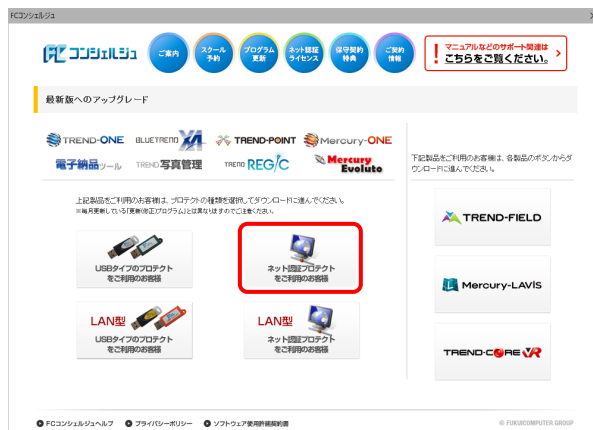 FCコンシェルジュ
FC コンシェルジュ
ご案内
スクール
予約
プログラム
更新
ネット認証
ライセンス
保守契約
特典
ご契約
情報
マニュアルなどのサポート関連は
こちらをご覧ください。
最新版へのアップグレード
TREND-ONE
BLUETREND XA
TREND-POINT
Mercury-ONE
電子納品ツール
TREND写真管理
TREND REG/C
Mercury
Evoluto
下記製品をご利用のお客様は、各製品のボタンからダ
ウンロードに進んでください。
上記製品をご利用のお客様は、プロテクトの種類を選択してダウンロードに進んでください。
※毎月更新している「更新(修正)プログラム」とは異なりますのでご注意ください。
USBタイプのプロテクト
をご利用のお客様
ネット認証プロテクト
をご利用のお客様
LAN型
USBタイプのプロテクト
をご利用のお客様
LAN型
ネット認証プロテクト
をご利用のお客様
TREND-FIELD
Mercury-LAVIS
TREND-CORE VR
FCコンシェルジュヘルプ
プライバシーポリシー
ソフトウェア使用許諾契約書
© FUKUICOMPUTER GROUP